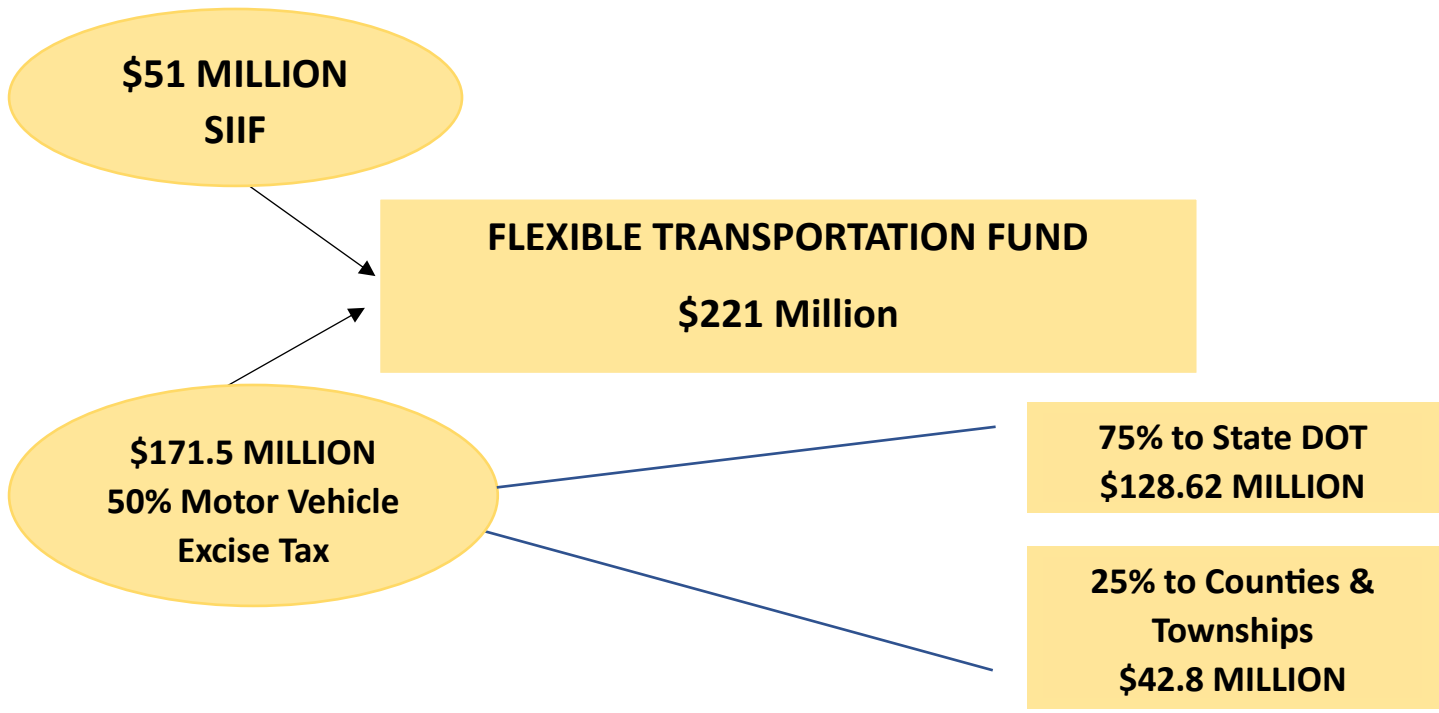 $51 MILLION
SIIF
FLEXIBLE TRANSPORTATION FUND
$221 Million
$171.5 MILLION
50% Motor Vehicle
Excise Tax
75% to State DOT
$128.62 MILLION
25% to Counties &
Townships
$42.8 MILLION